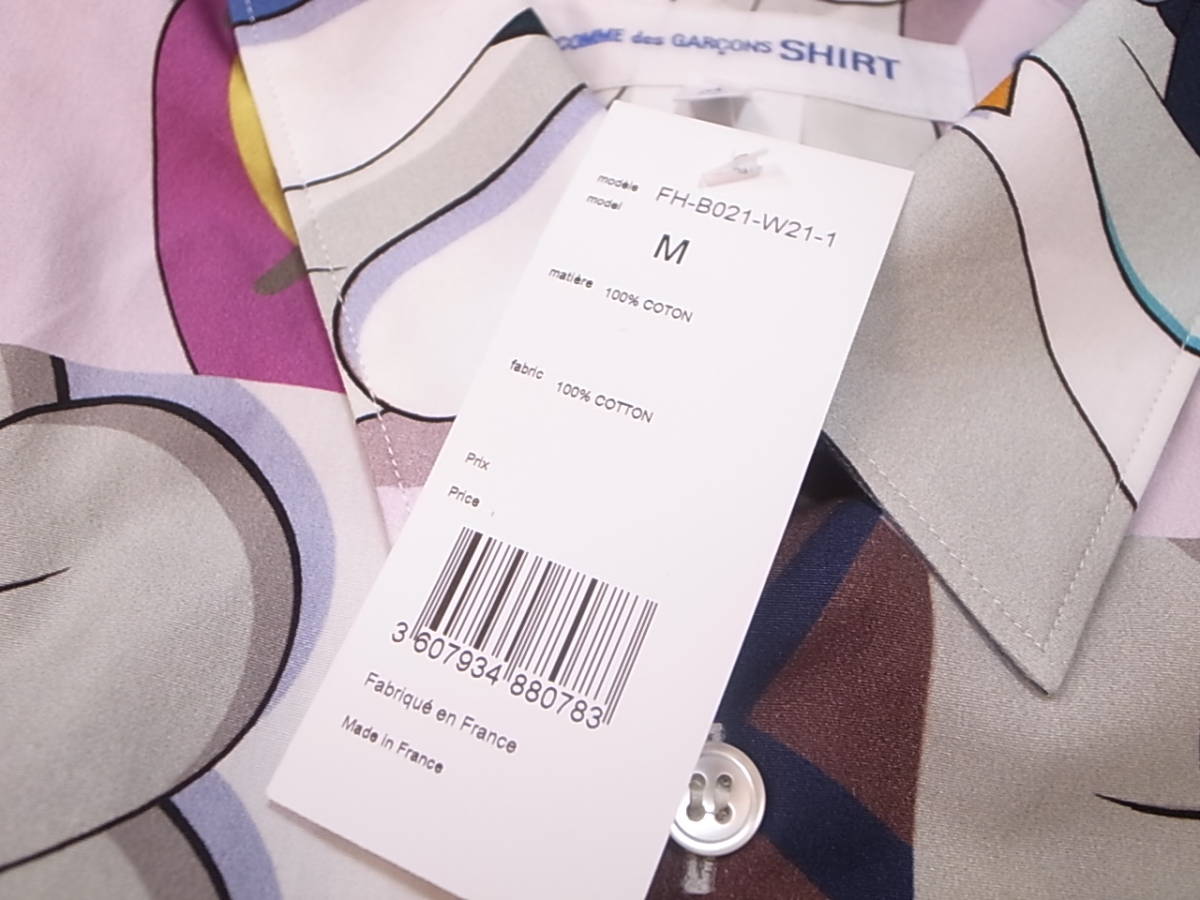 COMME des GARÇONS SHIRT
modèle
model FH-B021-W21-1
M
matière 100% COTON
fabric 100% COTTON
Prix
Price
3 607934 880783
Fabriqué en France
Made in France